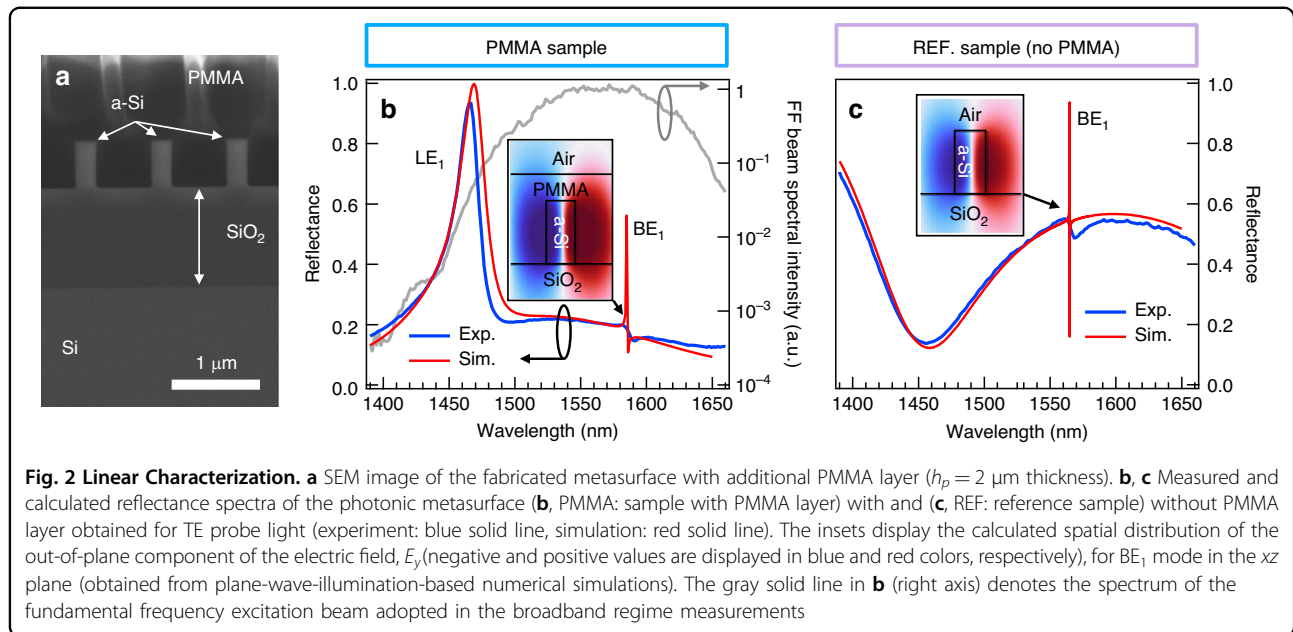 PMMA sample
REF. sample (no PMMA)
a
PMMA
a-Si
SiO2
Si
1 µm
b
1.0
0.8
0.6
0.4
0.2
0.0
Reflectance
LE1
Air
PMMA
a-Si
SiO2
BE1
Exp.
Sim.
1
10⁻¹
10⁻²
10⁻³
10⁻⁴
FF beam spectral intensity (a.u.)
1400 1450 1500 1550 1600 1650
Wavelength (nm)
c
Air
a-Si
SiO2
BE1
Exp.
Sim.
1.0
0.8
0.6
0.4
0.2
0.0
Reflectance
1400 1450 1500 1550 1600 1650
Wavelength (nm)
Fig. 2 Linear Characterization. a SEM image of the fabricated metasurface with additional PMMA layer (hp = 2 µm thickness). b, c Measured and
calculated reflectance spectra of the photonic metasurface (b, PMMA: sample with PMMA layer) with and (c, REF: reference sample) without PMMA
layer obtained for TE probe light (experiment: blue solid line, simulation: red solid line). The insets display the calculated spatial distribution of the
out-of-plane component of the electric field, Ey(negative and positive values are displayed in blue and red colors, respectively), for BE1 mode in the xz
plane (obtained from plane-wave-illumination-based numerical simulations). The gray solid line in b (right axis) denotes the spectrum of the
fundamental frequency excitation beam adopted in the broadband regime measurements